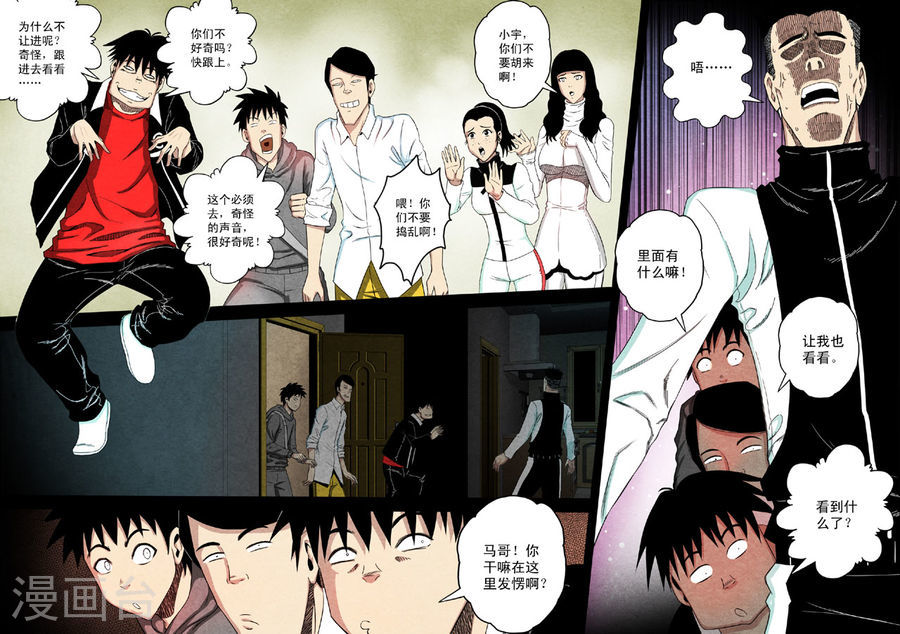 为什么不
让进呢？
奇怪，跟
进去看看
……
你们不
好奇吗？
快跟上。
这个必须
去，奇怪
的声音，
很好奇呢！
小宇，
你们不
要胡来
啊！
喂！你
们不要
捣乱啊！
唔……
里面有
什么嘛！
让我也
看看。
看到什
么了？
马哥！你
干嘛在这
里发愣啊？
漫画台